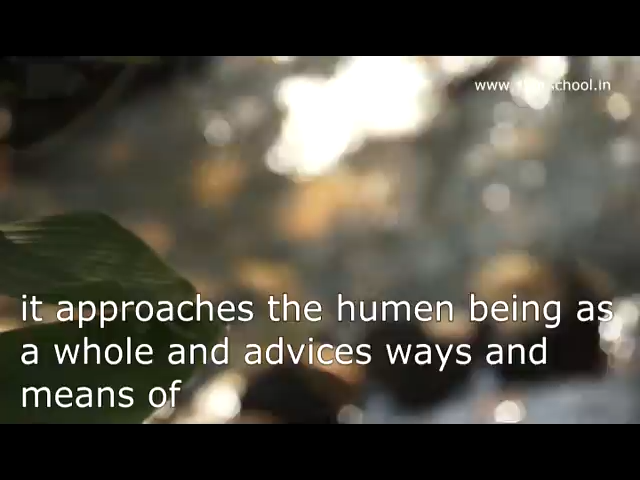 it approaches the humen being as
a whole and advices ways and
means of